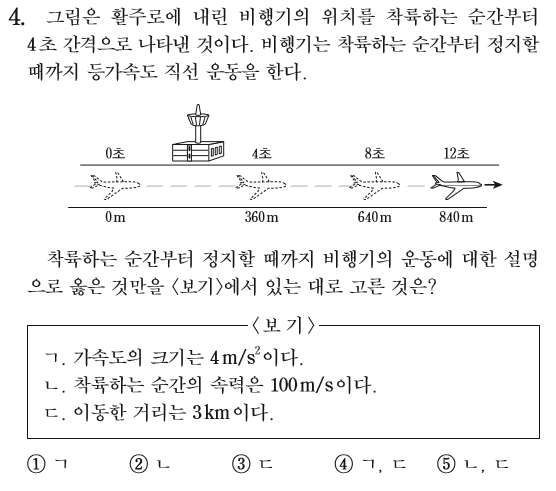 4. 그림은 활주로에 내린 비행기의 위치를 착륙하는 순간부터
4초 간격으로 나타낸 것이다. 비행기는 착륙하는 순간부터 정지할
때까지 등가속도 직선 운동을 한다.
0초 4초 8초 12초
0m 360m 640m 840m
착륙하는 순간부터 정지할 때까지 비행기의 운동에 대한 설명
으로 옳은 것만을 〈보기〉에서 있는 대로 고른 것은?
〈보 기〉
ㄱ. 가속도의 크기는 4m/s²이다.
ㄴ. 착륙하는 순간의 속력은 100m/s이다.
ㄷ. 이동한 거리는 3km이다.
① ㄱ ② ㄴ ③ ㄷ ④ ㄱ, ㄷ ⑤ ㄴ, ㄷ